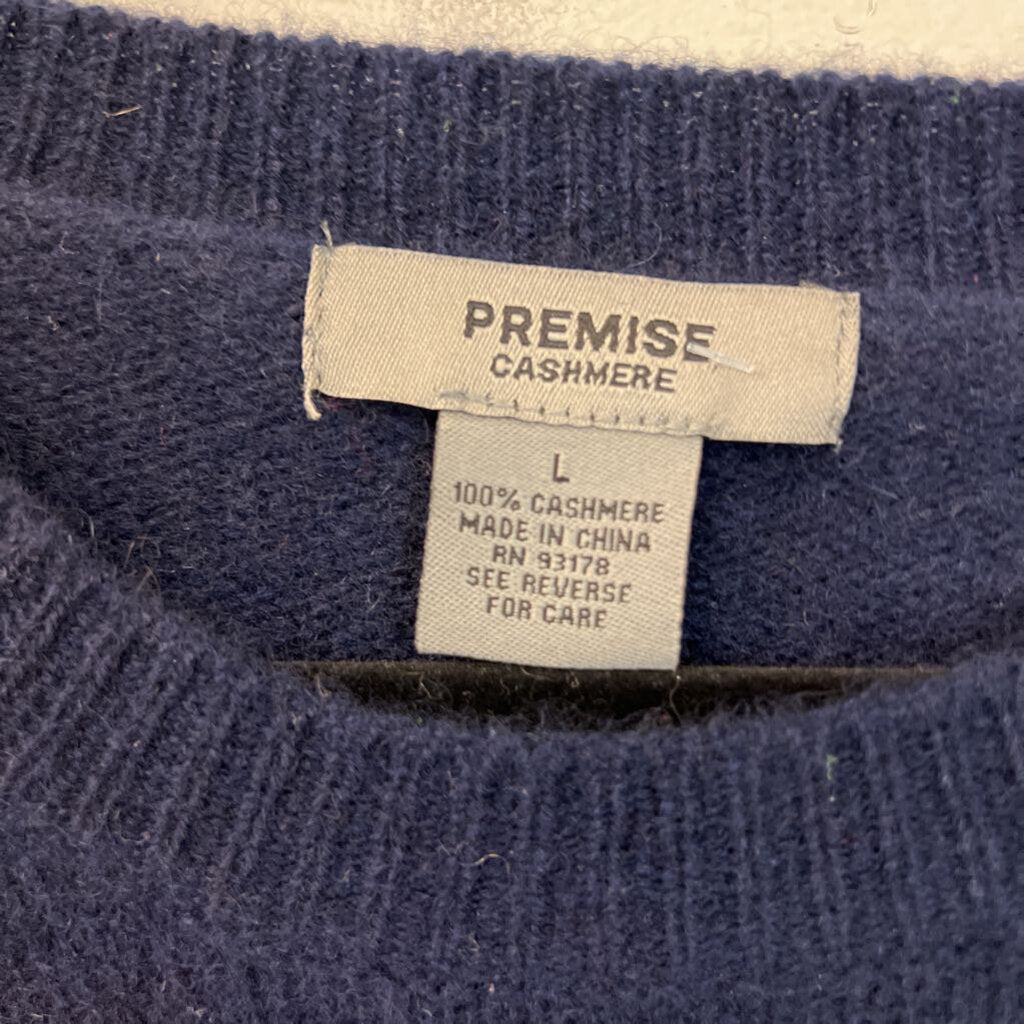 PREMISE
CASHMERE
L
100% CASHMERE
MADE IN CHINA
RN 93178
SEE REVERSE
FOR CARE